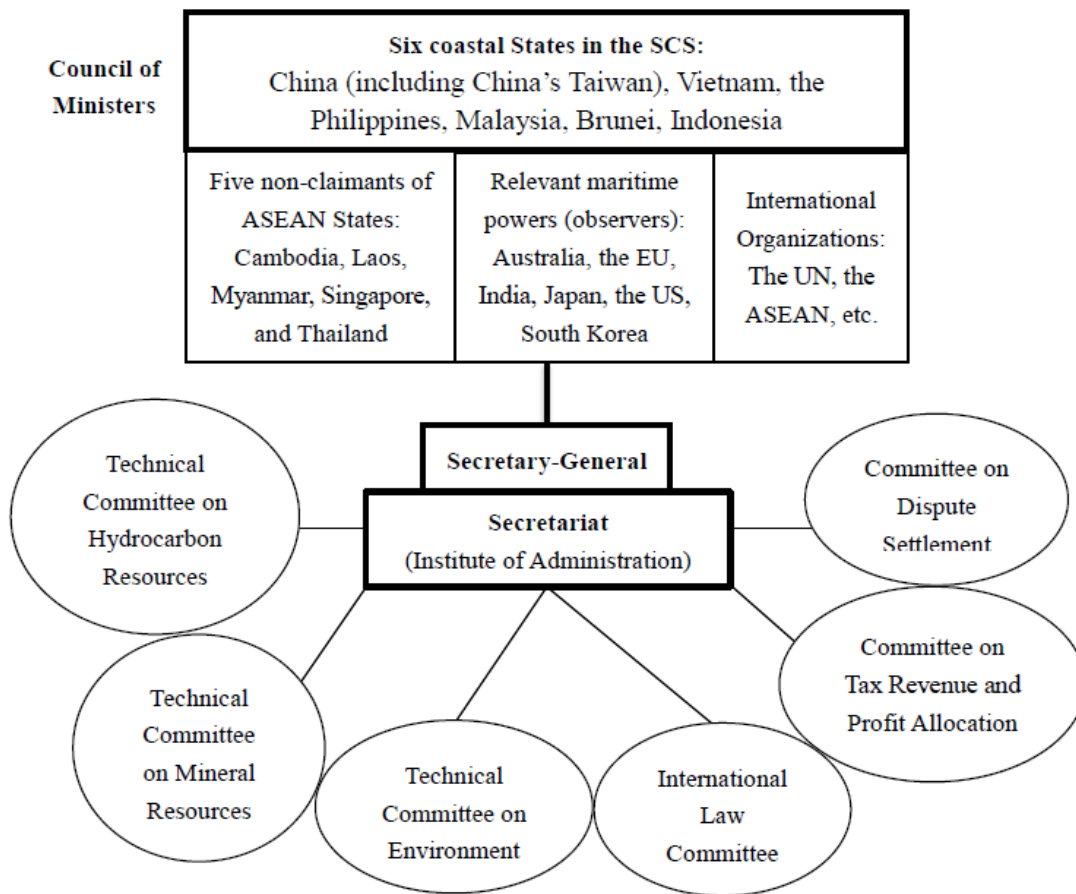 Council of
Ministers
Six coastal States in the SCS:
China (including China's Taiwan), Vietnam, the
Philippines, Malaysia, Brunei, Indonesia
Five non-claimants of
ASEAN States:
Cambodia, Laos,
Myanmar, Singapore,
and Thailand
Relevant maritime
powers (observers):
Australia, the EU,
India, Japan, the US,
South Korea
International
Organizations:
The UN, the
ASEAN, etc.
Secretary-General
Secretariat
(Institute of Administration)
Technical
Committee on
Hydrocarbon
Resources
Technical
Committee
on Mineral
Resources
Technical
Committee on
Environment
International
Law
Committee
Committee on
Tax Revenue and
Profit Allocation
Committee on
Dispute
Settlement